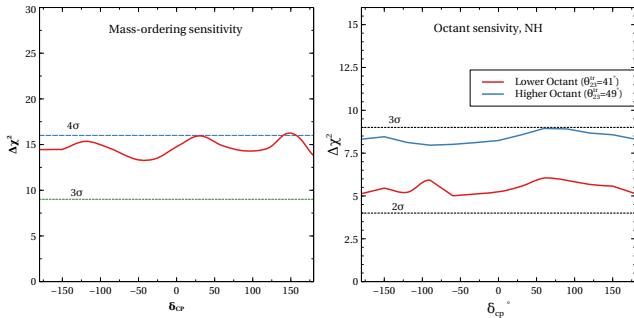 Mass-ordering sensitivity
Δχ²
30
25
20
15
10
5
0
4σ
3σ
−150 −100 −50 0 50 100 150
δCP
Octant sensivity, NH
Δχ²
15
12.5
10
7.5
5
2.5
0
Lower Octant (θ₂₃ᵗʳ=41°)
Higher Octant (θ₂₃ᵗʳ=49°)
3σ
2σ
−150 −100 −50 0 50 100 150
δcp °